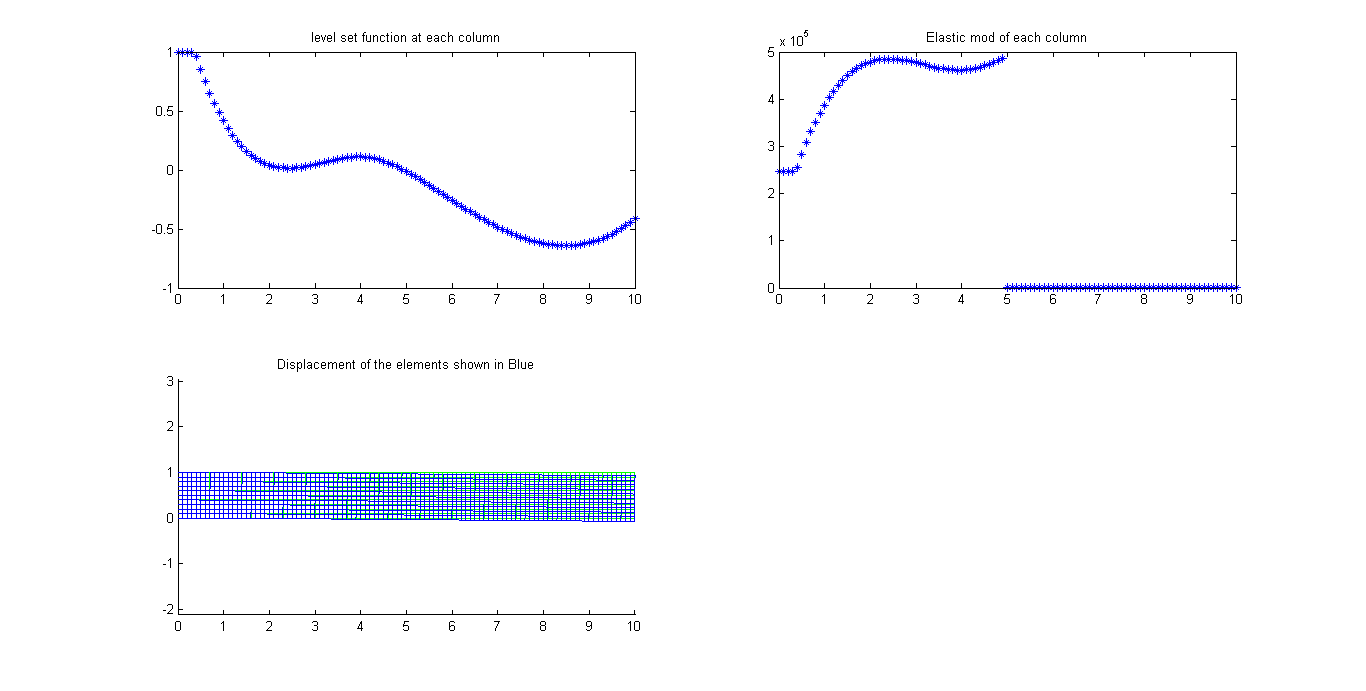 level set function at each column
1
0.5
0
-0.5
-1
0 1 2 3 4 5 6 7 8 9 10
Elastic mod of each column
x 10^5
5
4
3
2
1
0
0 1 2 3 4 5 6 7 8 9 10
Displacement of the elements shown in Blue
3
2
1
0
-1
-2
0 1 2 3 4 5 6 7 8 9 10